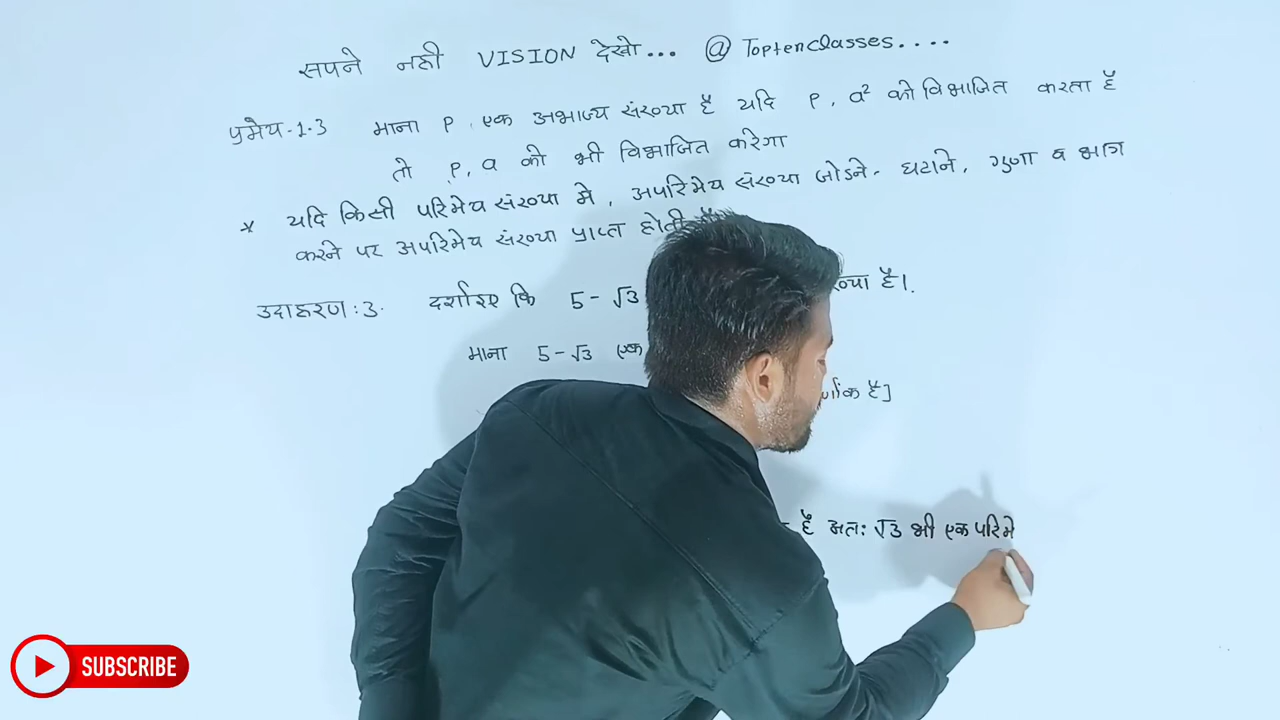 सपने नही VISION देखो... @Toptenclasses....
प्रमेय-1.3 माना P, एक अभाज्य संख्या है यदि P, a² को विभाजित करता है
तो P, a को भी विभाजित करेगा
* यदि किसी परिमेय संख्या मे, अपरिमेय संख्या जोडने, घटाने, गुणा व भाग
करने पर अपरिमेय संख्या प्राप्त होती
उदाहरण:3. दर्शाइए कि 5-√3 है।
माना 5-√3 एक
है]
है अतः √3 भी एक परिमे
SUBSCRIBE